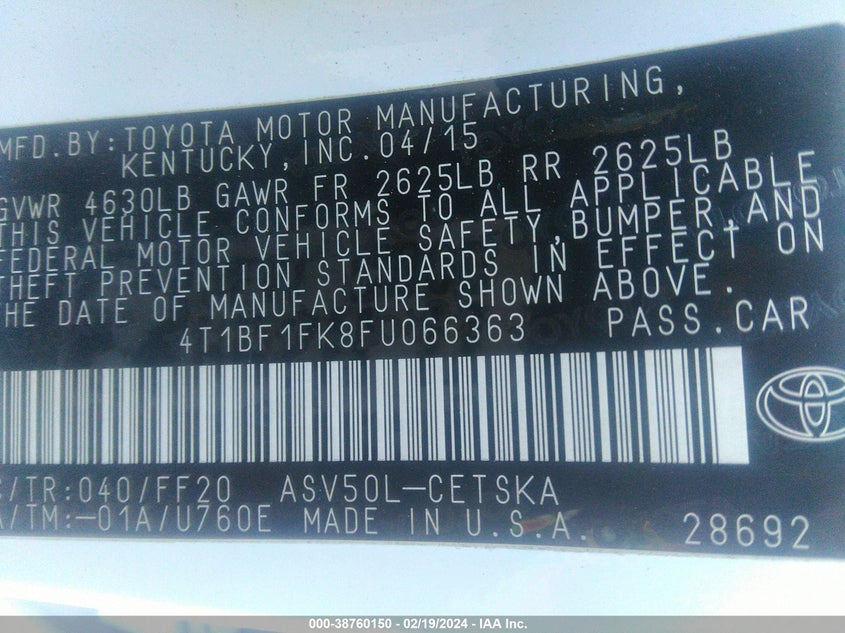 MFD.BY:TOYOTA MOTOR MANUFACTURING,
KENTUCKY,INC.04/15
GVWR 4630LB GAWR FR 2625LB RR 2625LB
THIS VEHICLE CONFORMS TO ALL APPLICABLE
FEDERAL MOTOR VEHICLE SAFETY,BUMPER,AND
THEFT PREVENTION STANDARDS IN EFFECT ON
THE DATE OF MANUFACTURE SHOWN ABOVE.
4T1BF1FK8FU066363 PASS.CAR
C/TR:040/FF20 ASV50L-CETSKA
A/TM:-01A/U760E MADE IN U.S.A. 28692
000-38760150 - 02/19/2024 - IAA Inc.